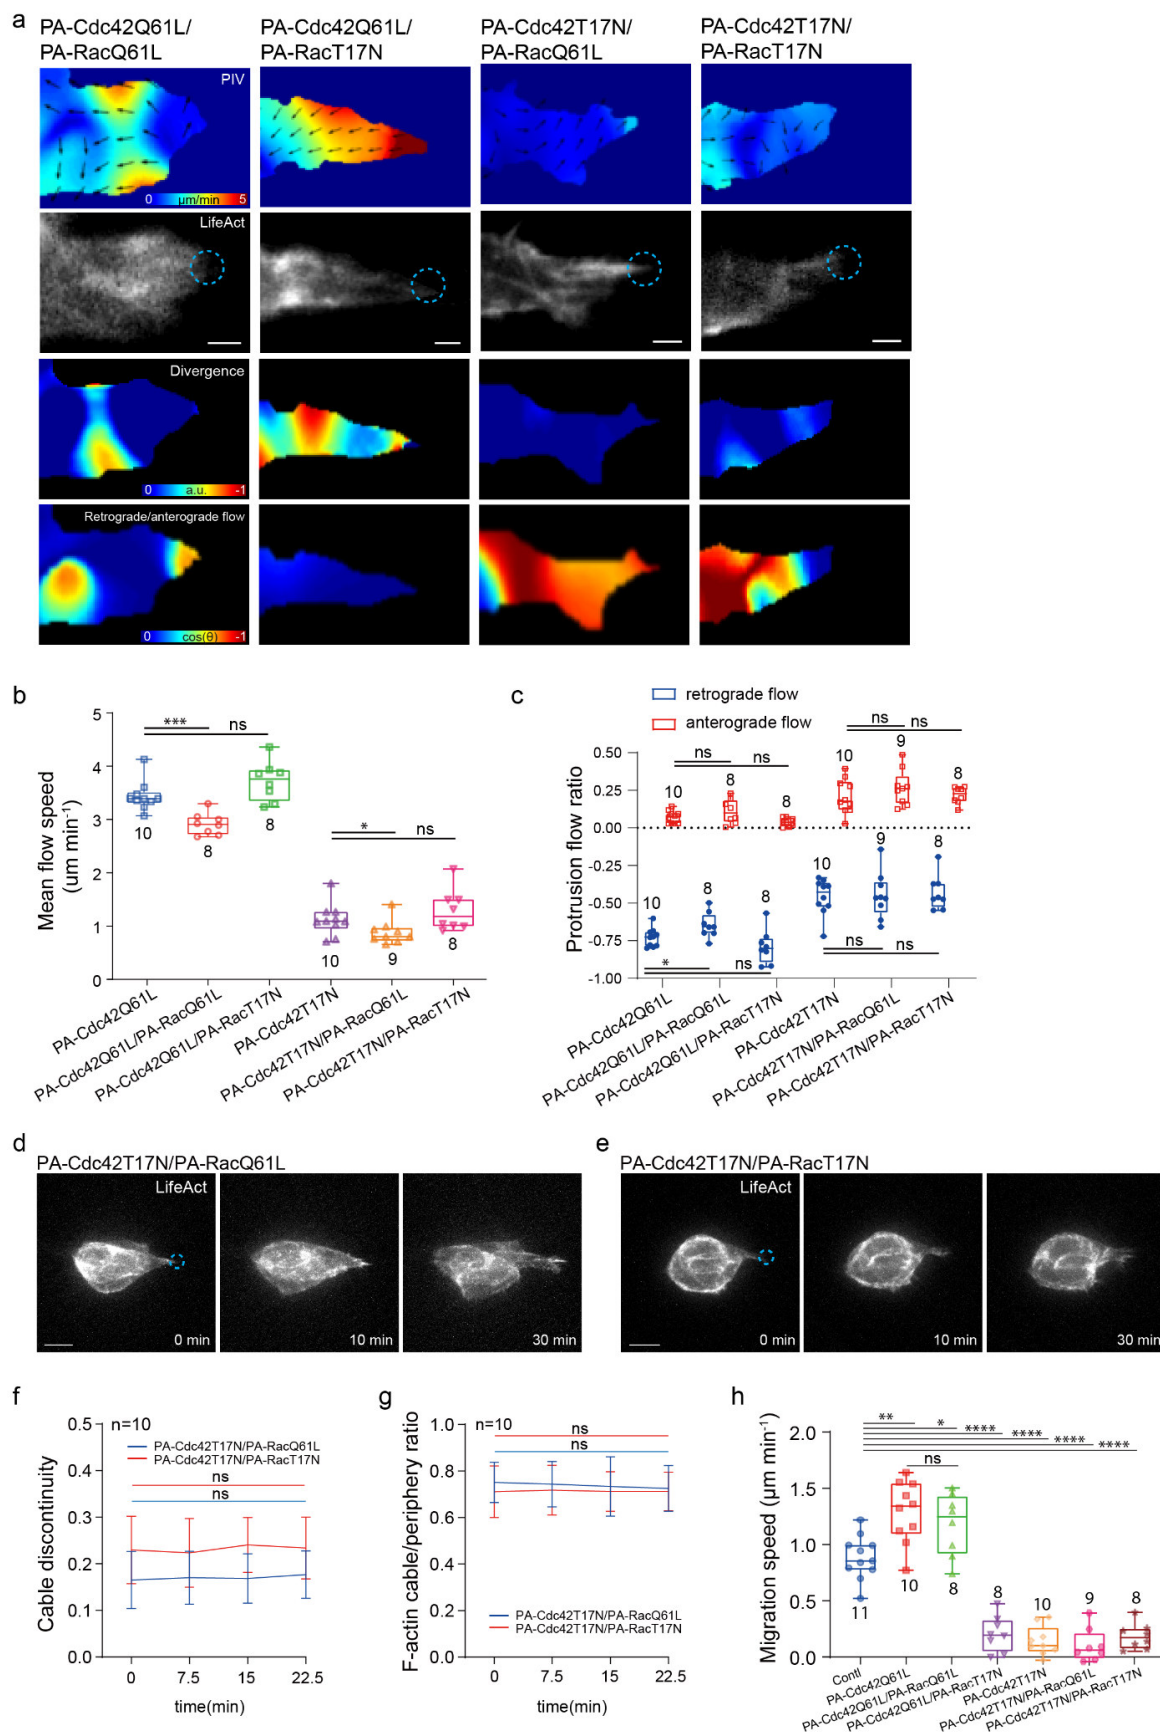 a
PA-Cdc42Q61L/
PA-RacQ61L
PA-Cdc42Q61L/
PA-RacT17N
PA-Cdc42T17N/
PA-RacQ61L
PA-Cdc42T17N/
PA-RacT17N
PIV
0 µm/min 5
LifeAct
Divergence
0 a.u. -1
Retrograde/anterograde flow
0 cos(θ) -1
b
Mean flow speed
(um min⁻¹)
5
4
3
2
1
0
***
ns
*
ns
10
8
8
10
9
8
PA-Cdc42Q61L
PA-Cdc42Q61L/PA-RacQ61L
PA-Cdc42Q61L/PA-RacT17N
PA-Cdc42T17N
PA-Cdc42T17N/PA-RacQ61L
PA-Cdc42T17N/PA-RacT17N
c
retrograde flow
anterograde flow
Protrusion flow ratio
0.50
0.25
0.00
-0.25
-0.50
-0.75
-1.00
ns
ns
ns
ns
10
8
8
10
9
8
10
8
8
10
9
8
*
ns
ns
ns
PA-Cdc42Q61L
PA-Cdc42Q61L/PA-RacQ61L
PA-Cdc42Q61L/PA-RacT17N
PA-Cdc42T17N
PA-Cdc42T17N/PA-RacQ61L
PA-Cdc42T17N/PA-RacT17N
d
PA-Cdc42T17N/PA-RacQ61L
LifeAct
0 min
10 min
30 min
e
PA-Cdc42T17N/PA-RacT17N
LifeAct
0 min
10 min
30 min
f
n=10
PA-Cdc42T17N/PA-RacQ61L
PA-Cdc42T17N/PA-RacT17N
ns
ns
Cable discontinuity
0.5
0.4
0.3
0.2
0.1
0.0
0 7.5 15 22.5
time(min)
g
n=10
ns
ns
F-actin cable/periphery ratio
1.0
0.8
0.6
0.4
0.2
0.0
PA-Cdc42T17N/PA-RacQ61L
PA-Cdc42T17N/PA-RacT17N
0 7.5 15 22.5
time(min)
h
Migration speed (µm min⁻¹)
2.0
1.5
1.0
0.5
0.0
**
*
****
****
****
****
ns
11
10
8
8
10
9
8
Contl
PA-Cdc42Q61L
PA-Cdc42Q61L/PA-RacQ61L
PA-Cdc42Q61L/PA-RacT17N
PA-Cdc42T17N
PA-Cdc42T17N/PA-RacQ61L
PA-Cdc42T17N/PA-RacT17N